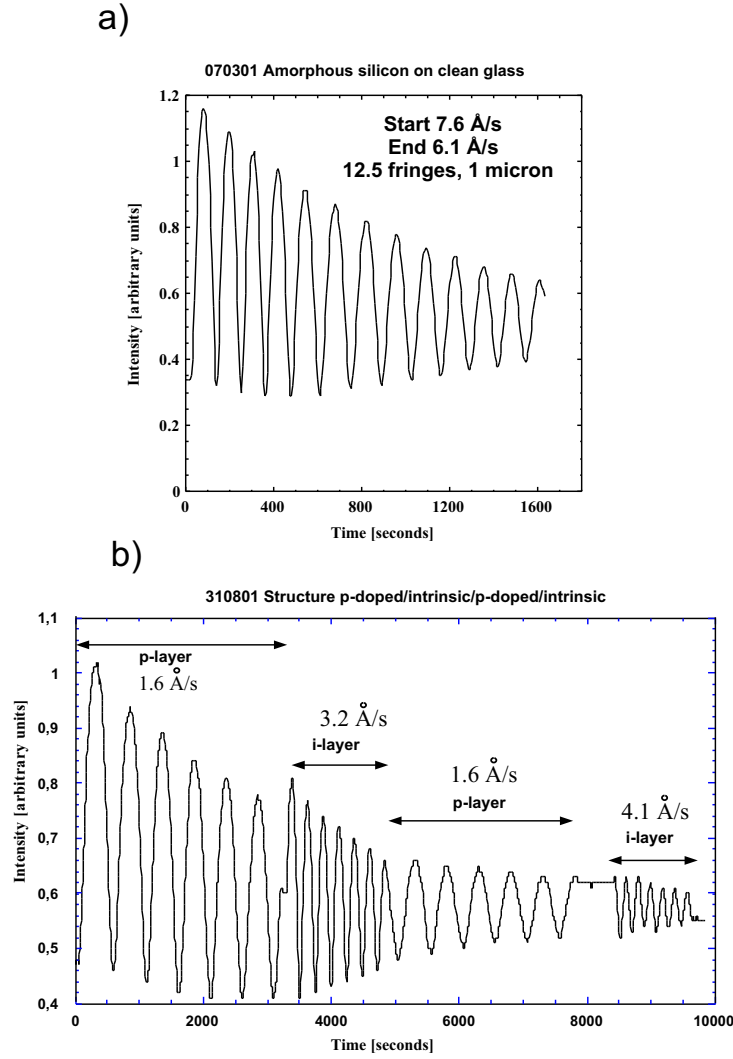 a)
070301 Amorphous silicon on clean glass
Start 7.6 Å/s
End 6.1 Å/s
12.5 fringes, 1 micron
Intensity [arbitrary units]
1.2
1
0.8
0.6
0.4
0.2
0
0 400 800 1200 1600
Time [seconds]
b)
310801 Structure p-doped/intrinsic/p-doped/intrinsic
Intensity [arbitrary units]
1,1
1
0,9
0,8
0,7
0,6
0,5
0,4
p-layer
1.6 Å/s
3.2 Å/s
i-layer
1.6 Å/s
p-layer
4.1 Å/s
i-layer
0 2000 4000 6000 8000 10000
Time [seconds]